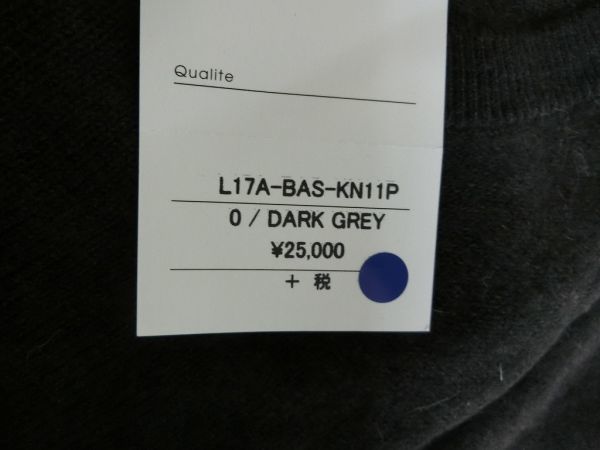 Qualite
L17A-BAS-KN11P
0 / DARK GREY
¥25,000
+ 税